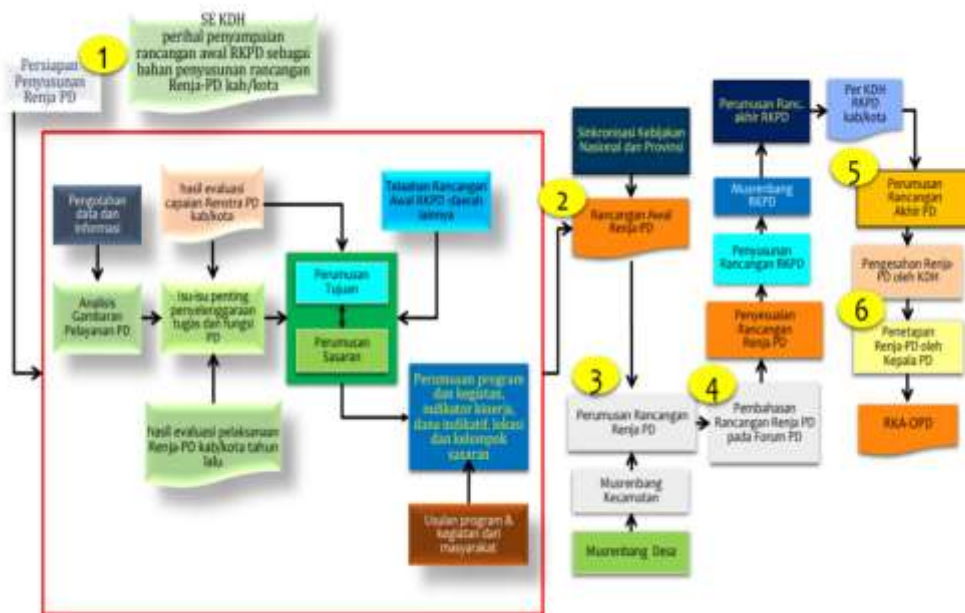 1
SE KDH
perihal penyampaian
rancangan awal RKPD sebagai
bahan penyusunan rancangan
Renja-PD kab/kota
Persiapan
Penyusunan
Renja PD
Pengolahan
data dan
informasi
hasil evaluasi
capaian Renstra PD
kab/kota
Telaahan Rancangan
Awal RKPD daerah
lainnya
Analisis
Gambaran
Pelayanan PD
Isu-isu penting
penyelenggaraan
tugas dan fungsi
PD
Perumusan
Tujuan
Perumusan
Sasaran
Hasil evaluasi pelaksanaan
Renja-PD kab/kota tahun
lalu
Perumusan program
dan kegiatan,
indikator kinerja,
dana indikatif, lokasi
dan kelompok
sasaran
Usulan program &
kegiatan dari
masyarakat
Sinkronisasi Kebijakan
Nasional dan Provinsi
2
Rancangan Awal
Renja PD
3
Perumusan Rancangan
Renja PD
Musrenbang
Kecamatan
Musrenbang Desa
4
Pembahasan
Rancangan Renja PD
pada Forum PD
Penyesuaian
Rancangan
Renja PD
Penyusunan
Rancangan RKPD
Musrenbang
RKPD
Perumusan Ranc.
akhir RKPD
Per KDH
RKPD
kab/kota
5
Perumusan
Rancangan
Akhir PD
Pengesahan Renja-
PD oleh KDH
6
Penetapan
Renja-PD oleh
Kepala PD
RKA-OPD